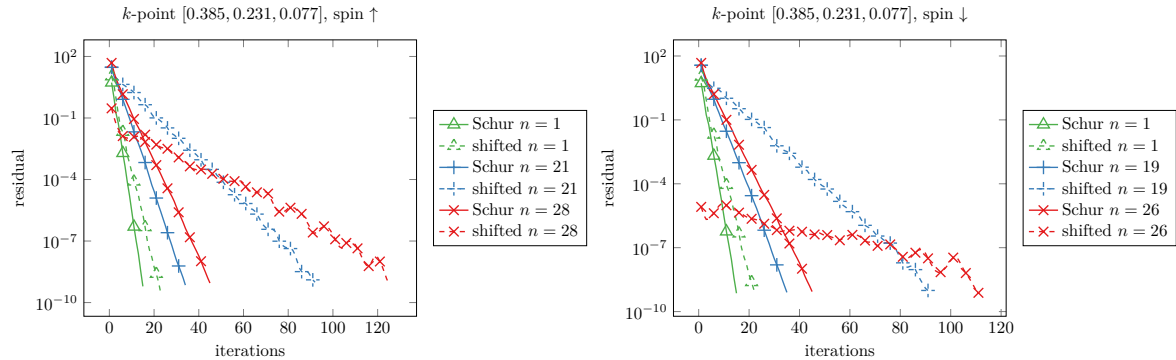 k-point [0.385, 0.231, 0.077], spin ↑
10^2
10^−1
10^−4
10^−7
10^−10
residual
0 20 40 60 80 100 120
iterations
Schur n = 1
shifted n = 1
Schur n = 21
shifted n = 21
Schur n = 28
shifted n = 28
k-point [0.385, 0.231, 0.077], spin ↓
10^2
10^−1
10^−4
10^−7
10^−10
residual
0 20 40 60 80 100 120
iterations
Schur n = 1
shifted n = 1
Schur n = 19
shifted n = 19
Schur n = 26
shifted n = 26